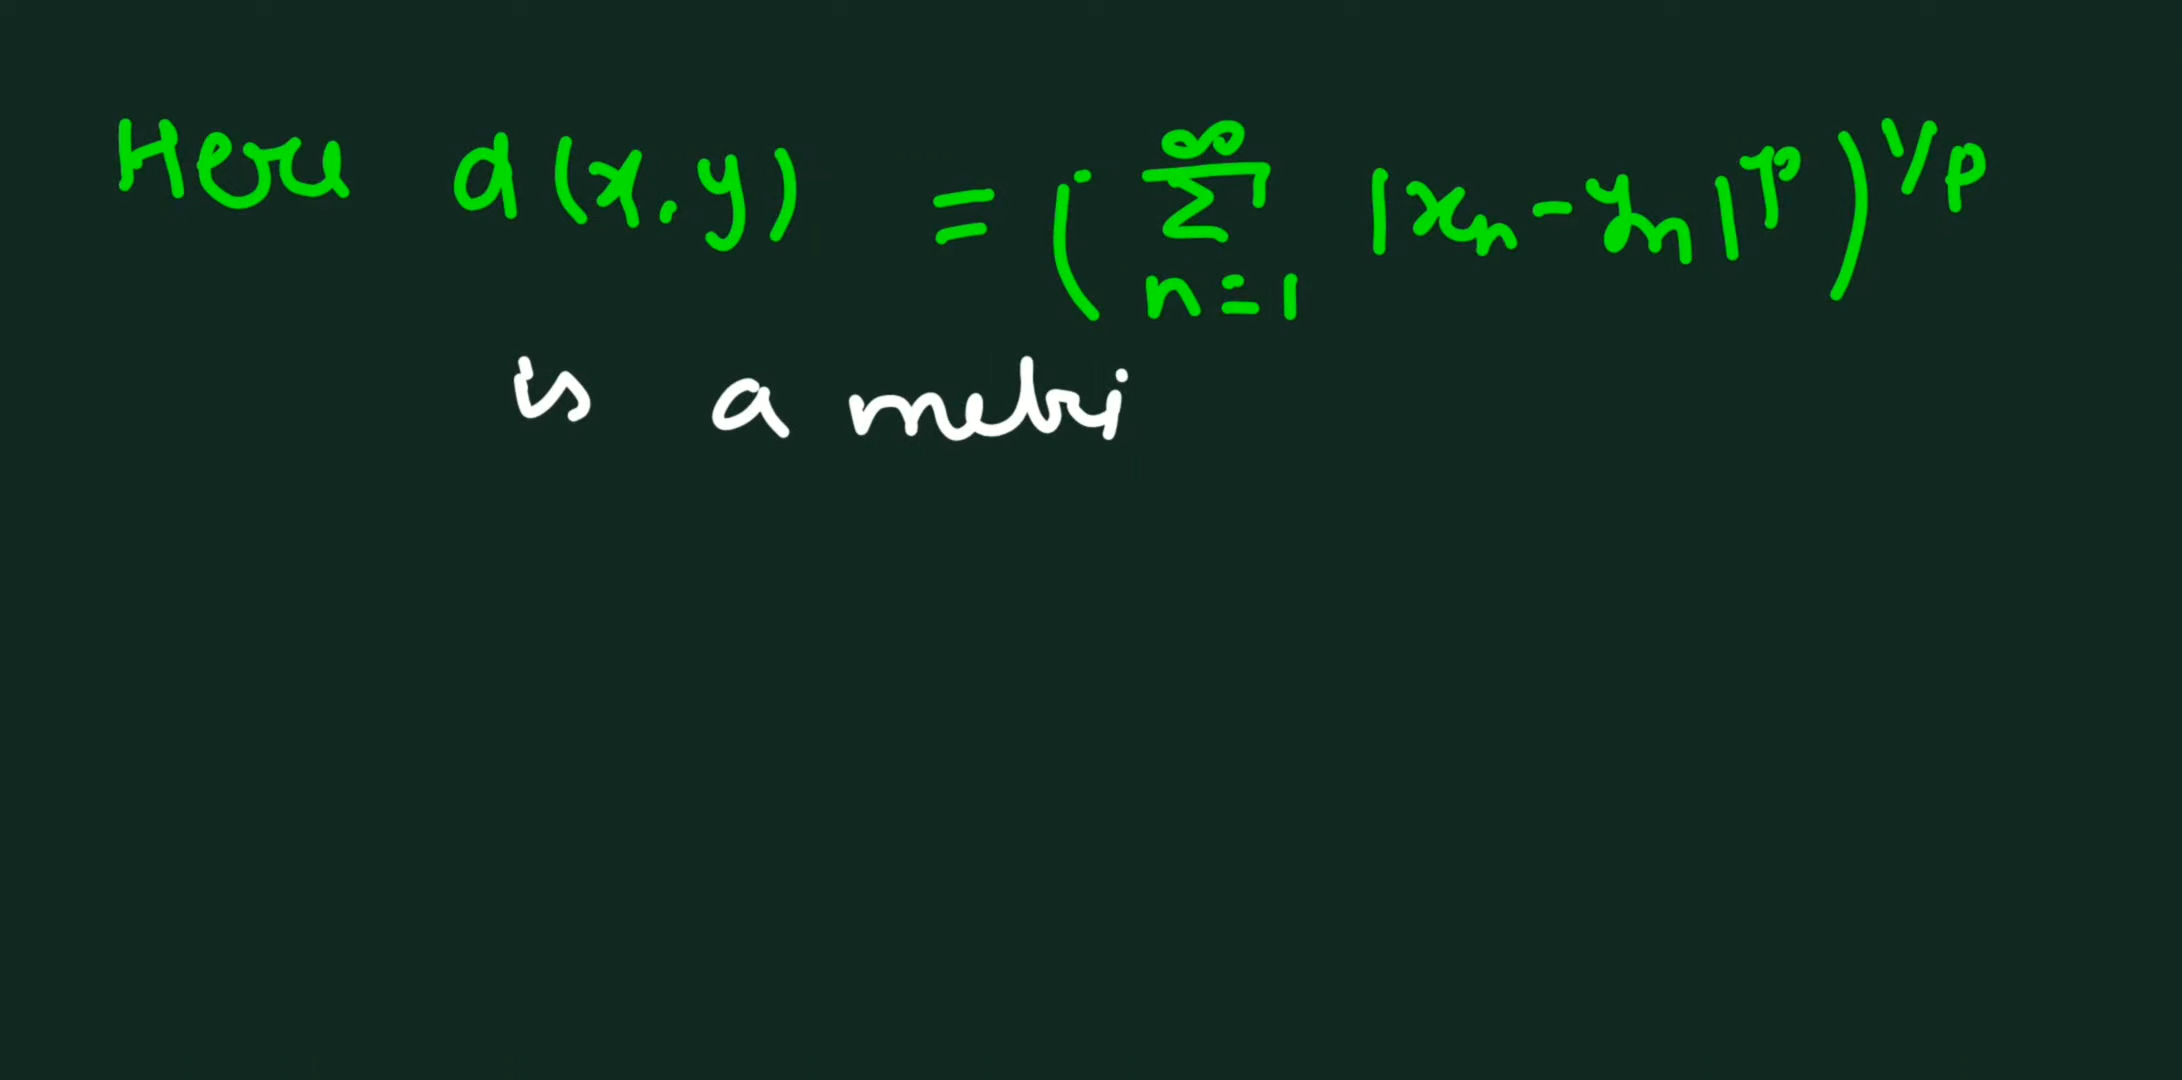 Here d(x,y) = ( ∑_{n=1}^{∞} |x_n - y_n|^p )^{1/p}
is a metri